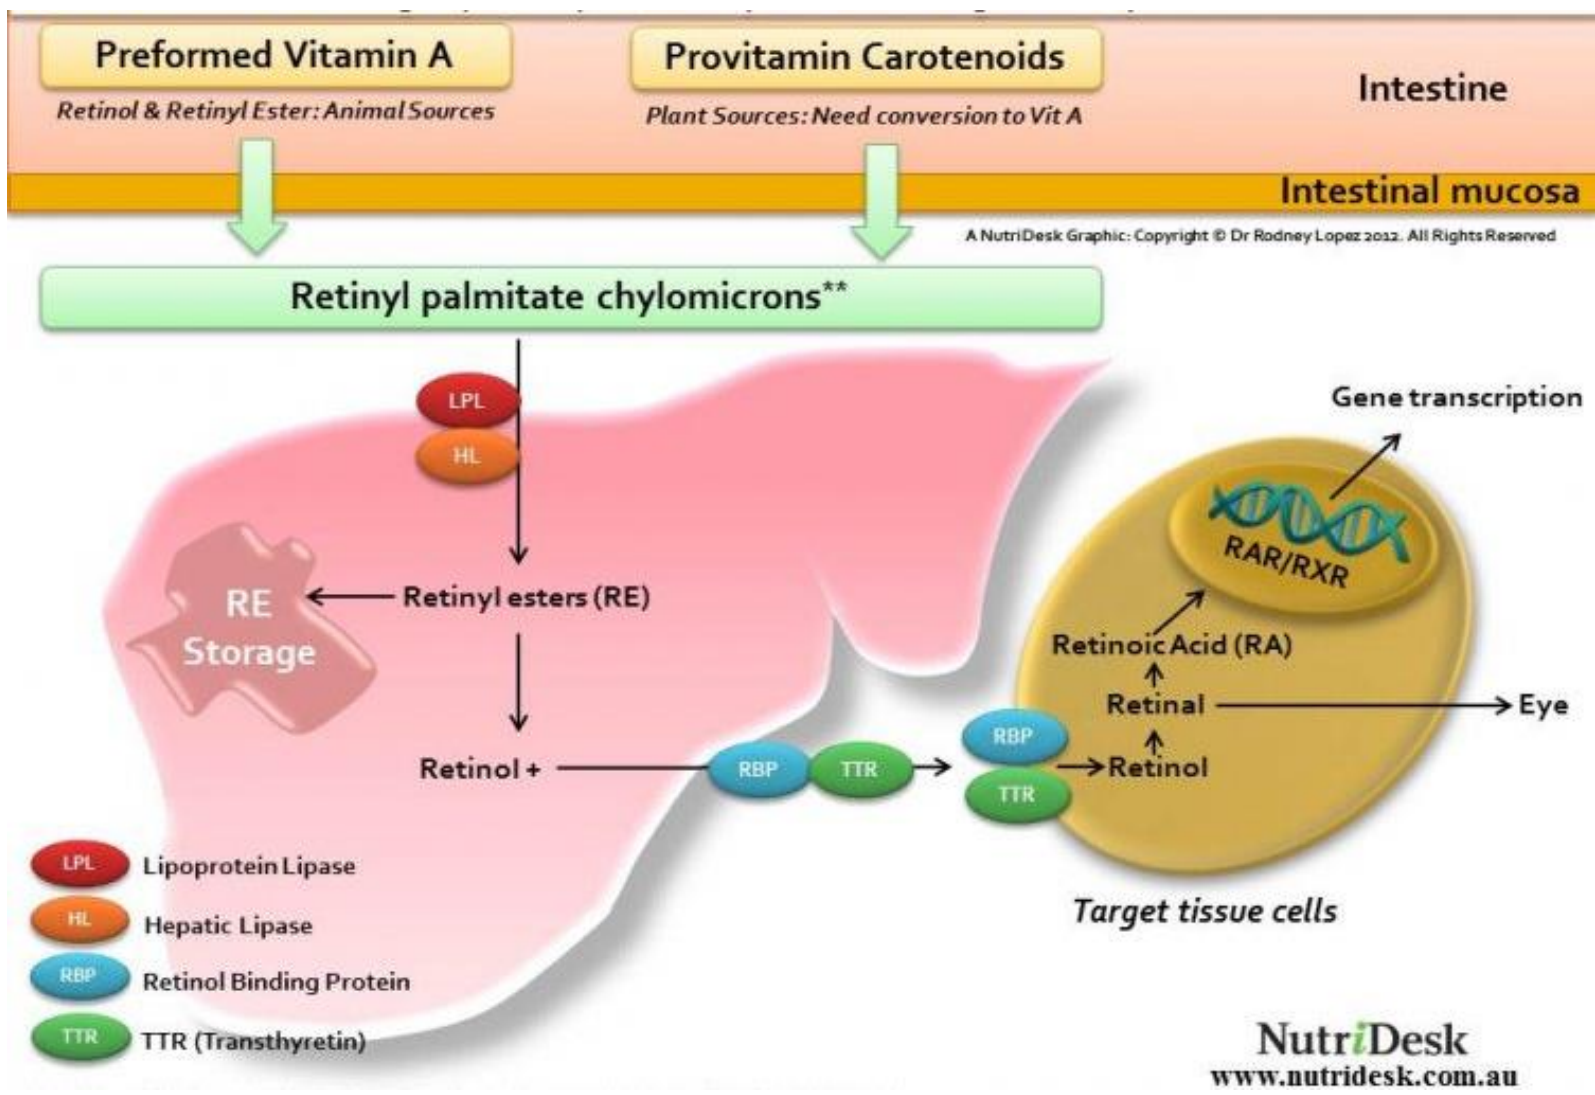 Preformed Vitamin A
Retinol & Retinyl Ester: Animal Sources
Provitamin Carotenoids
Plant Sources: Need conversion to Vit A
Intestine
Intestinal mucosa
A NutriDesk Graphic: Copyright © Dr Rodney Lopez 2012. All Rights Reserved
Retinyl palmitate chylomicrons**
LPL
HL
RE
Storage
Retinyl esters (RE)
Retinol +
RBP
TTR
RBP
TTR
Retinol
Retinal
Eye
Retinoic Acid (RA)
RAR/RXR
Gene transcription
Target tissue cells
LPL Lipoprotein Lipase
HL Hepatic Lipase
RBP Retinol Binding Protein
TTR TTR (Transthyretin)
NutriDesk
www.nutridesk.com.au